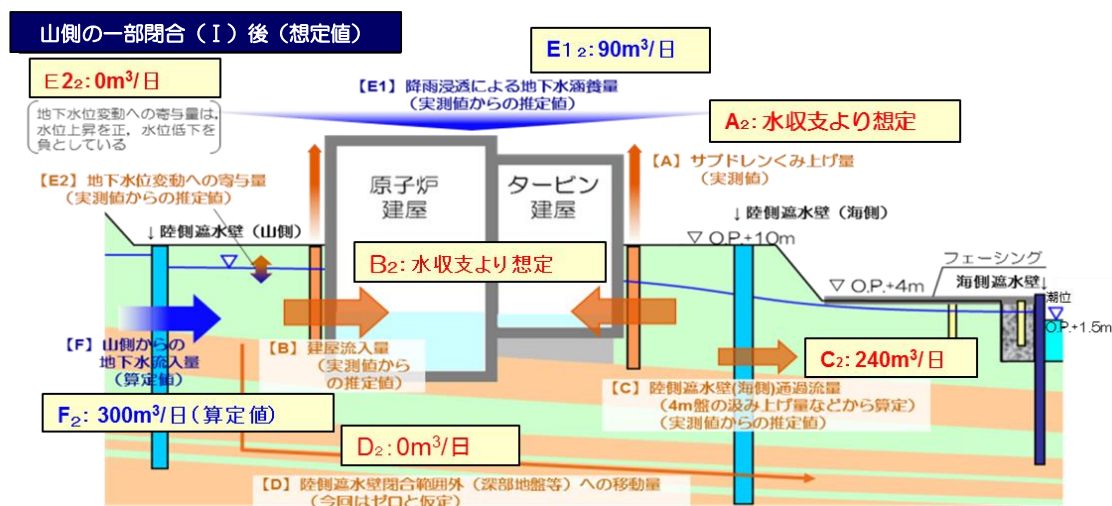 山側の一部閉合（Ⅰ）後（想定値）
E1₂：90m³/日
E2₂：0m³/日
【E1】降雨浸透による地下水涵養量
（実測値からの推定値）
地下水位変動への寄与量は，
水位上昇を正，水位低下を
負としている
A₂：水収支より想定
【A】サブドレンくみ上げ量
（実測値）
【E2】地下水位変動への寄与量
（実測値からの推定値）
原子炉
建屋
タービン
建屋
↓陸側遮水壁（山側）
↓陸側遮水壁（海側）
▽O.P.+10m
B₂：水収支より想定
フェーシング
海側遮水壁↓
▽O.P.+4m
潮位
O.P.+1.5m
【F】山側からの
地下水流入量
（算定値）
【B】建屋流入量
（実測値から
の推定値）
C₂：240m³/日
【C】陸側遮水壁(海側)通過流量
（4m盤の汲み上げ量などから算定）
（実測値からの推定値）
F₂：300m³/日（算定値）
D₂：0m³/日
【D】陸側遮水壁閉合範囲外（深部地盤等）への移動量
（今回はゼロと仮定）